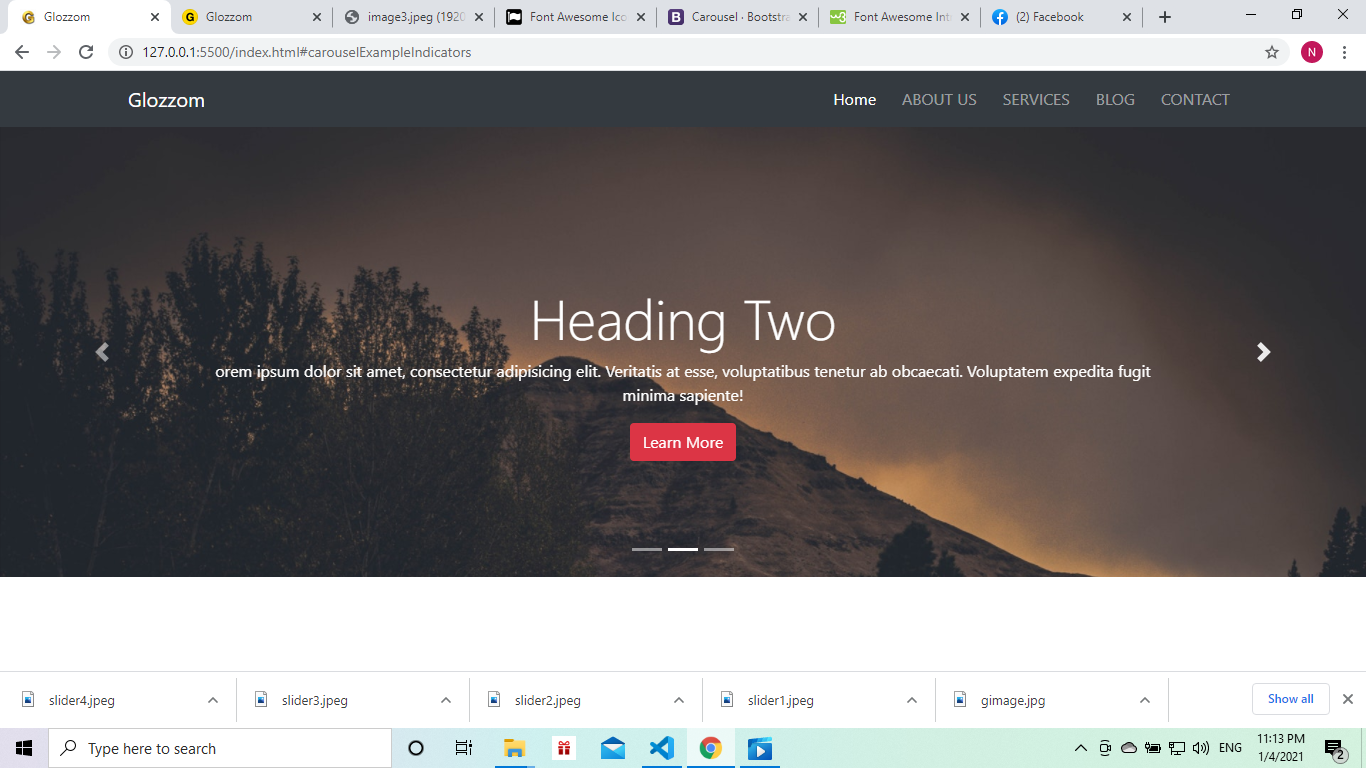 Glozzom
Glozzom
image3.jpeg (1920
Font Awesome Ico
Carousel · Bootstra
Font Awesome Int
(2) Facebook
127.0.0.1:5500/index.html#carouselExampleIndicators
N
Glozzom
Home ABOUT US SERVICES BLOG CONTACT
Heading Two
orem ipsum dolor sit amet, consectetur adipisicing elit. Veritatis at esse, voluptatibus tenetur ab obcaecati. Voluptatem expedita fugit
minima sapiente!
Learn More
slider4.jpeg
slider3.jpeg
slider2.jpeg
slider1.jpeg
gimage.jpg
Show all
Type here to search
ENG
11:13 PM
1/4/2021
2